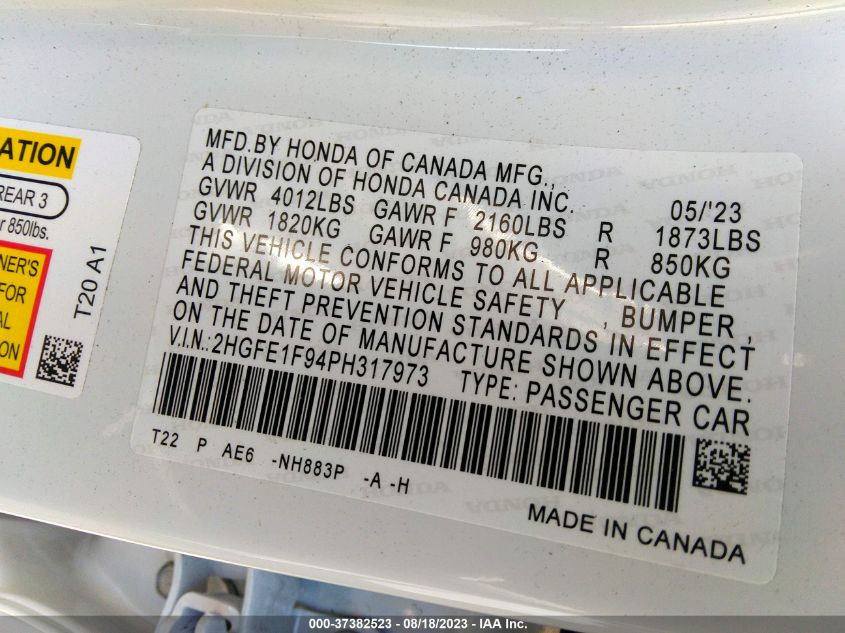 ATION
REAR 3
r 850lbs.
NER'S
FOR
AL
ION
T20 A1
MFD.BY HONDA OF CANADA MFG.,
A DIVISION OF HONDA CANADA INC. 05/'23
GVWR 4012LBS GAWR F 2160LBS R 1873LBS
GVWR 1820KG GAWR F 980KG R 850KG
THIS VEHICLE CONFORMS TO ALL APPLICABLE
FEDERAL MOTOR VEHICLE SAFETY , BUMPER ,
AND THEFT PREVENTION STANDARDS IN EFFECT
ON THE DATE OF MANUFACTURE SHOWN ABOVE.
V.I.N.:2HGFE1F94PH317973 TYPE: PASSENGER CAR
T22 P AE6 -NH883P -A -H
MADE IN CANADA
000-37382523 - 08/18/2023 - IAA Inc.